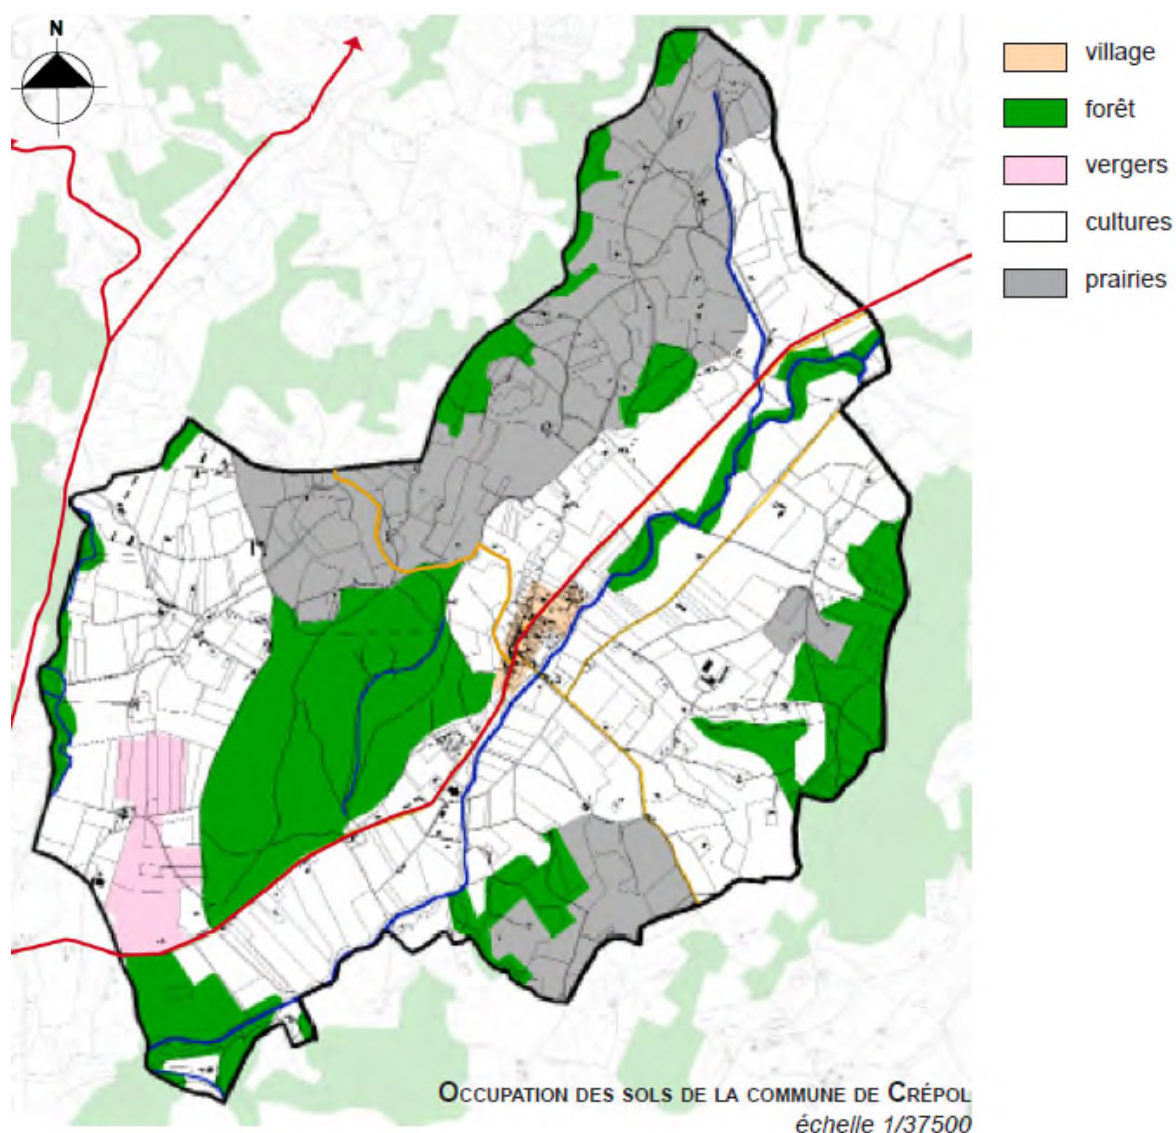 N
village
forêt
vergers
cultures
prairies
OCCUPATION DES SOLS DE LA COMMUNE DE CRÉPOL
échelle 1/37500